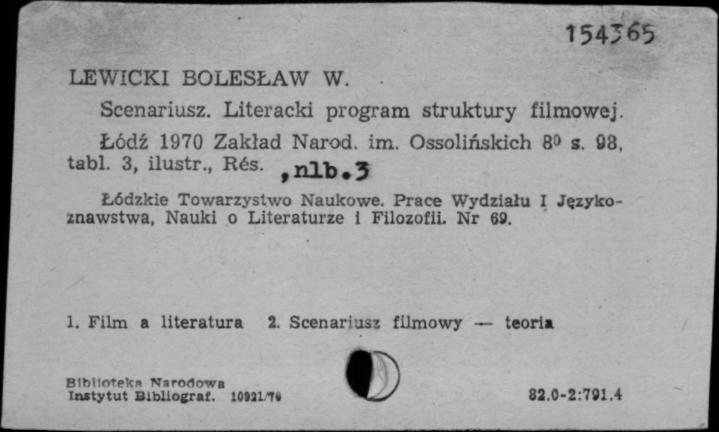 154365
LEWICKI BOLESŁAW W.
Scenariusz. Literacki program struktury filmowej.
Łódź 1970 Zakład Narod. im. Ossolińskich 8⁰ s. 98,
tabl. 3, ilustr., Rés. , nlb.3
Łódzkie Towarzystwo Naukowe. Prace Wydziału I Języko-
znawstwa, Nauki o Literaturze i Filozofii. Nr 69.
1. Film a literatura 2. Scenariusz filmowy — teoria
Biblioteka Narodowa
Instytut Bibliograf. 10921/70 82.0-2:791.4